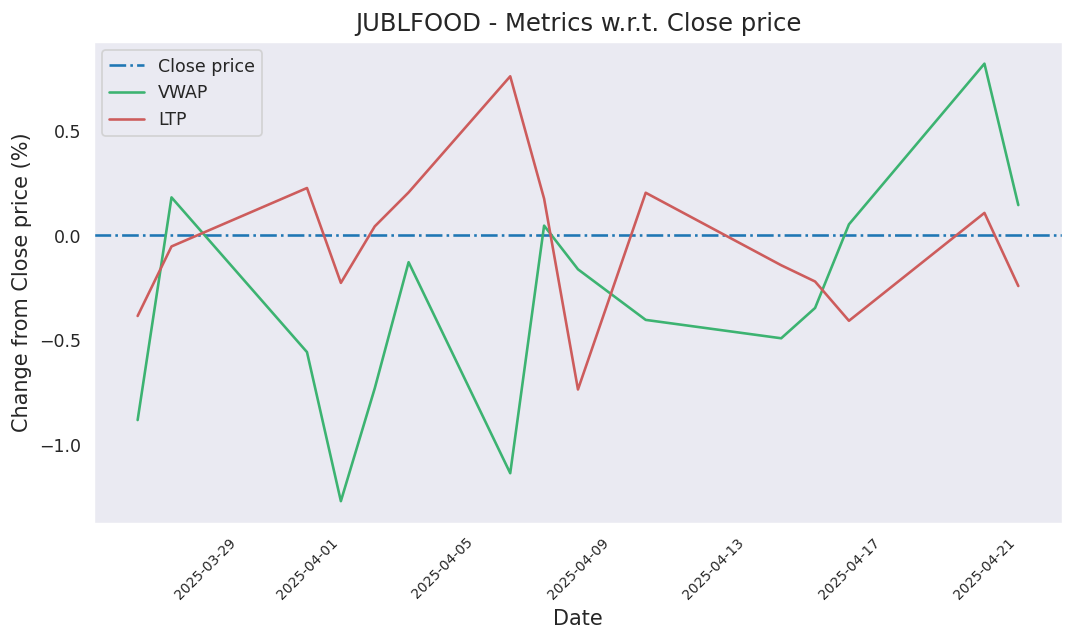 JUBLFOOD - Metrics w.r.t. Close price
Close price
VWAP
LTP
Change from Close price (%)
0.5
0.0
−0.5
−1.0
2025-03-29
2025-04-01
2025-04-05
2025-04-09
2025-04-13
2025-04-17
2025-04-21
Date